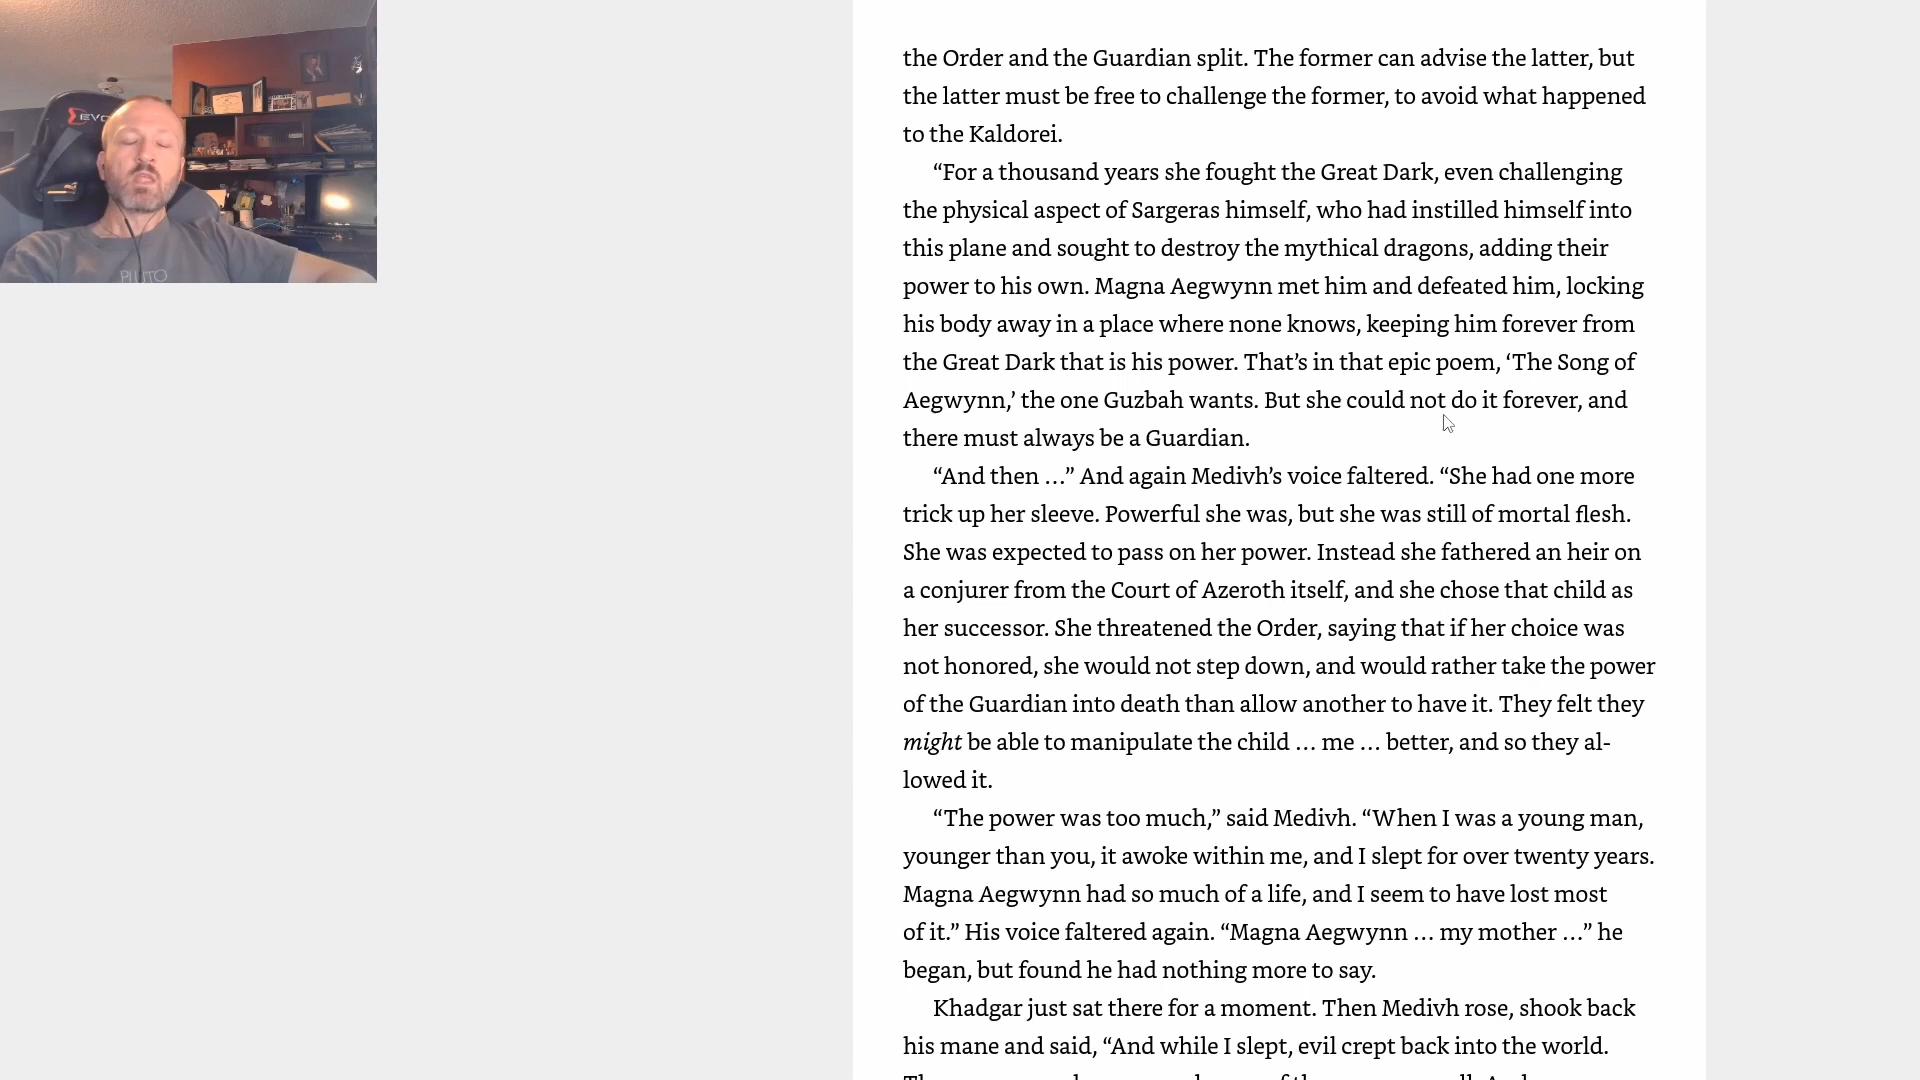 EVO
PLUTO
the Order and the Guardian split. The former can advise the latter, but
the latter must be free to challenge the former, to avoid what happened
to the Kaldorei.
“For a thousand years she fought the Great Dark, even challenging
the physical aspect of Sargeras himself, who had instilled himself into
this plane and sought to destroy the mythical dragons, adding their
power to his own. Magna Aegwynn met him and defeated him, locking
his body away in a place where none knows, keeping him forever from
the Great Dark that is his power. That’s in that epic poem, ‘The Song of
Aegwynn,’ the one Guzbah wants. But she could not do it forever, and
there must always be a Guardian.
“And then …” And again Medivh’s voice faltered. “She had one more
trick up her sleeve. Powerful she was, but she was still of mortal flesh.
She was expected to pass on her power. Instead she fathered an heir on
a conjurer from the Court of Azeroth itself, and she chose that child as
her successor. She threatened the Order, saying that if her choice was
not honored, she would not step down, and would rather take the power
of the Guardian into death than allow another to have it. They felt they
might be able to manipulate the child … me … better, and so they al-
lowed it.
“The power was too much,” said Medivh. “When I was a young man,
younger than you, it awoke within me, and I slept for over twenty years.
Magna Aegwynn had so much of a life, and I seem to have lost most
of it.” His voice faltered again. “Magna Aegwynn … my mother …” he
began, but found he had nothing more to say.
Khadgar just sat there for a moment. Then Medivh rose, shook back
his mane and said, “And while I slept, evil crept back into the world.